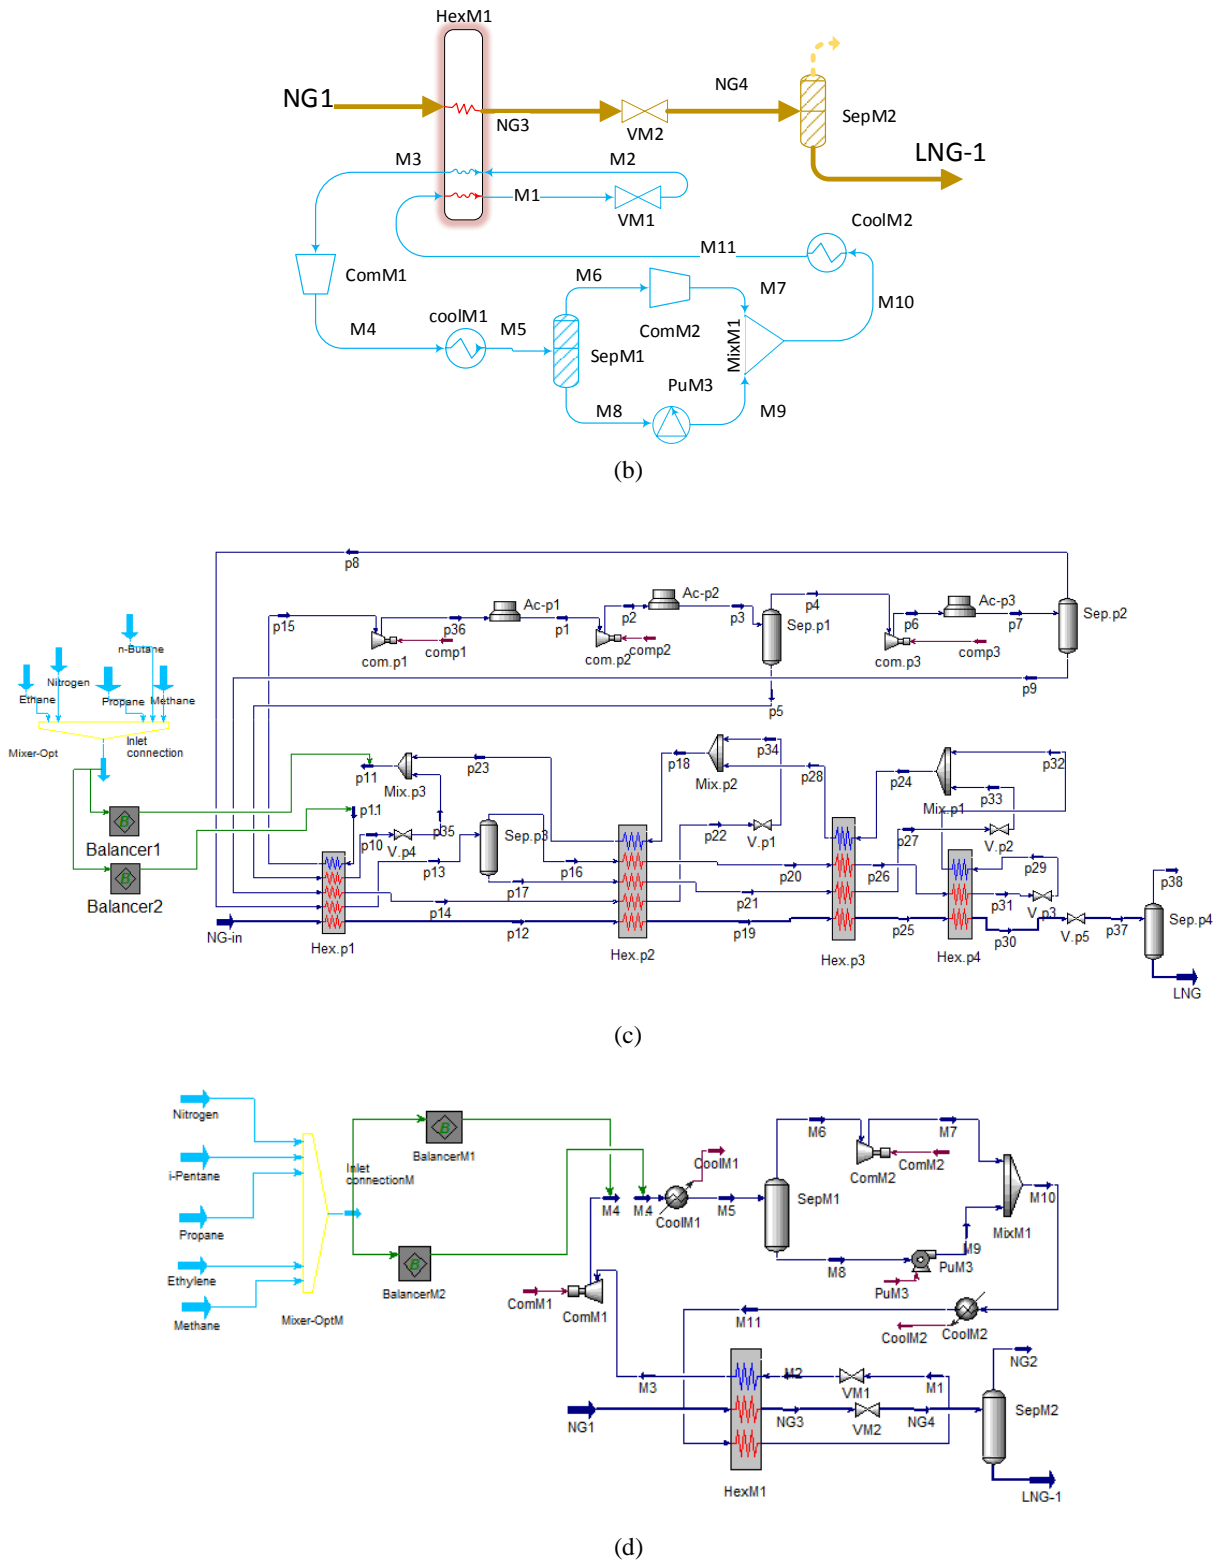 HexM1
NG1
NG3
VM2
NG4
SepM2
LNG-1
M3
M2
M1
VM1
CoolM2
M11
ComM1
M6
M7
M10
ComM2
M4
coolM1
M5
SepM1
MixM1
PuM3
M8
M9
(b)
p8
p15
p36
Ac-p1
p1
p2
Ac-p2
p3
p4
Sep.p1
p6
Ac-p3
p7
Sep.p2
com.p1
comp1
com.p2
comp2
com.p3
comp3
n-Butane
Nitrogen
Ethane
Propane
Methane
p9
p5
Mixer-Opt
Inlet
connection
p11
Mix.p3
p23
p18
p34
Mix.p2
p28
p24
p32
Mix.p1
p33
p11
p10
V.p4
p35
Sep.p3
p22
V.p1
p27
V.p2
Balancer1
Balancer2
p13
p16
p17
p20
p26
p29
p38
p14
p21
p31
V.p3
NG-in
p12
p19
p25
p30
V.p5
p37
Sep.p4
Hex.p1
Hex.p2
Hex.p3
Hex.p4
LNG
(c)
Nitrogen
i-Pentane
Propane
Ethylene
Methane
Mixer-OptM
Inlet
connectionM
BalancerM1
BalancerM2
M4
M4
CoolM1
CoolM1
M5
M6
M7
ComM2
ComM2
SepM1
M10
MixM1
M9
M8
PuM3
PuM3
ComM1
ComM1
M11
CoolM2
CoolM2
M3
M2
VM1
M1
NG2
NG1
NG3
VM2
NG4
SepM2
HexM1
LNG-1
(d)